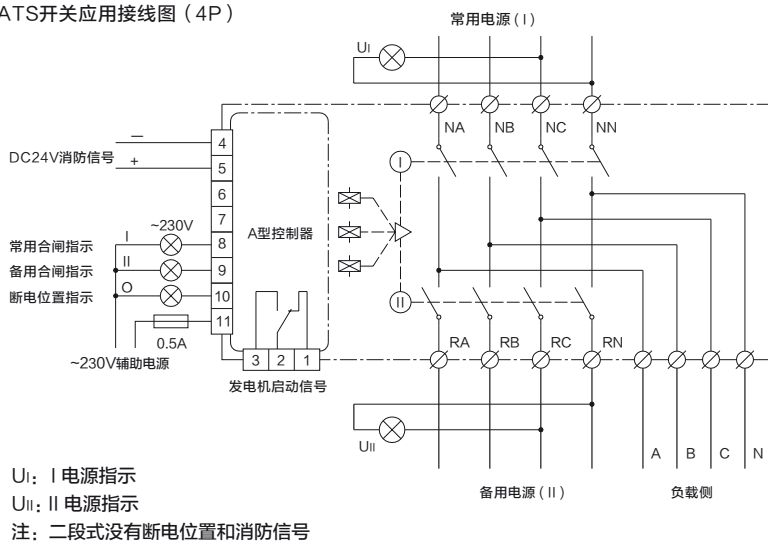 ATS开关应用接线图（4P）
常用电源(I)
UI
NA NB NC NN
DC24V消防信号
—
+
4
5
6
7
8
9
10
11
A型控制器
I
~230V
常用合闸指示 I
备用合闸指示 II
断电位置指示 O
0.5A
~230V辅助电源
3 2 1
发电机启动信号
II
RA RB RC RN
UII
A B C N
备用电源(II)
负载侧
UI：I 电源指示
UII：II 电源指示
注：二段式没有断电位置和消防信号